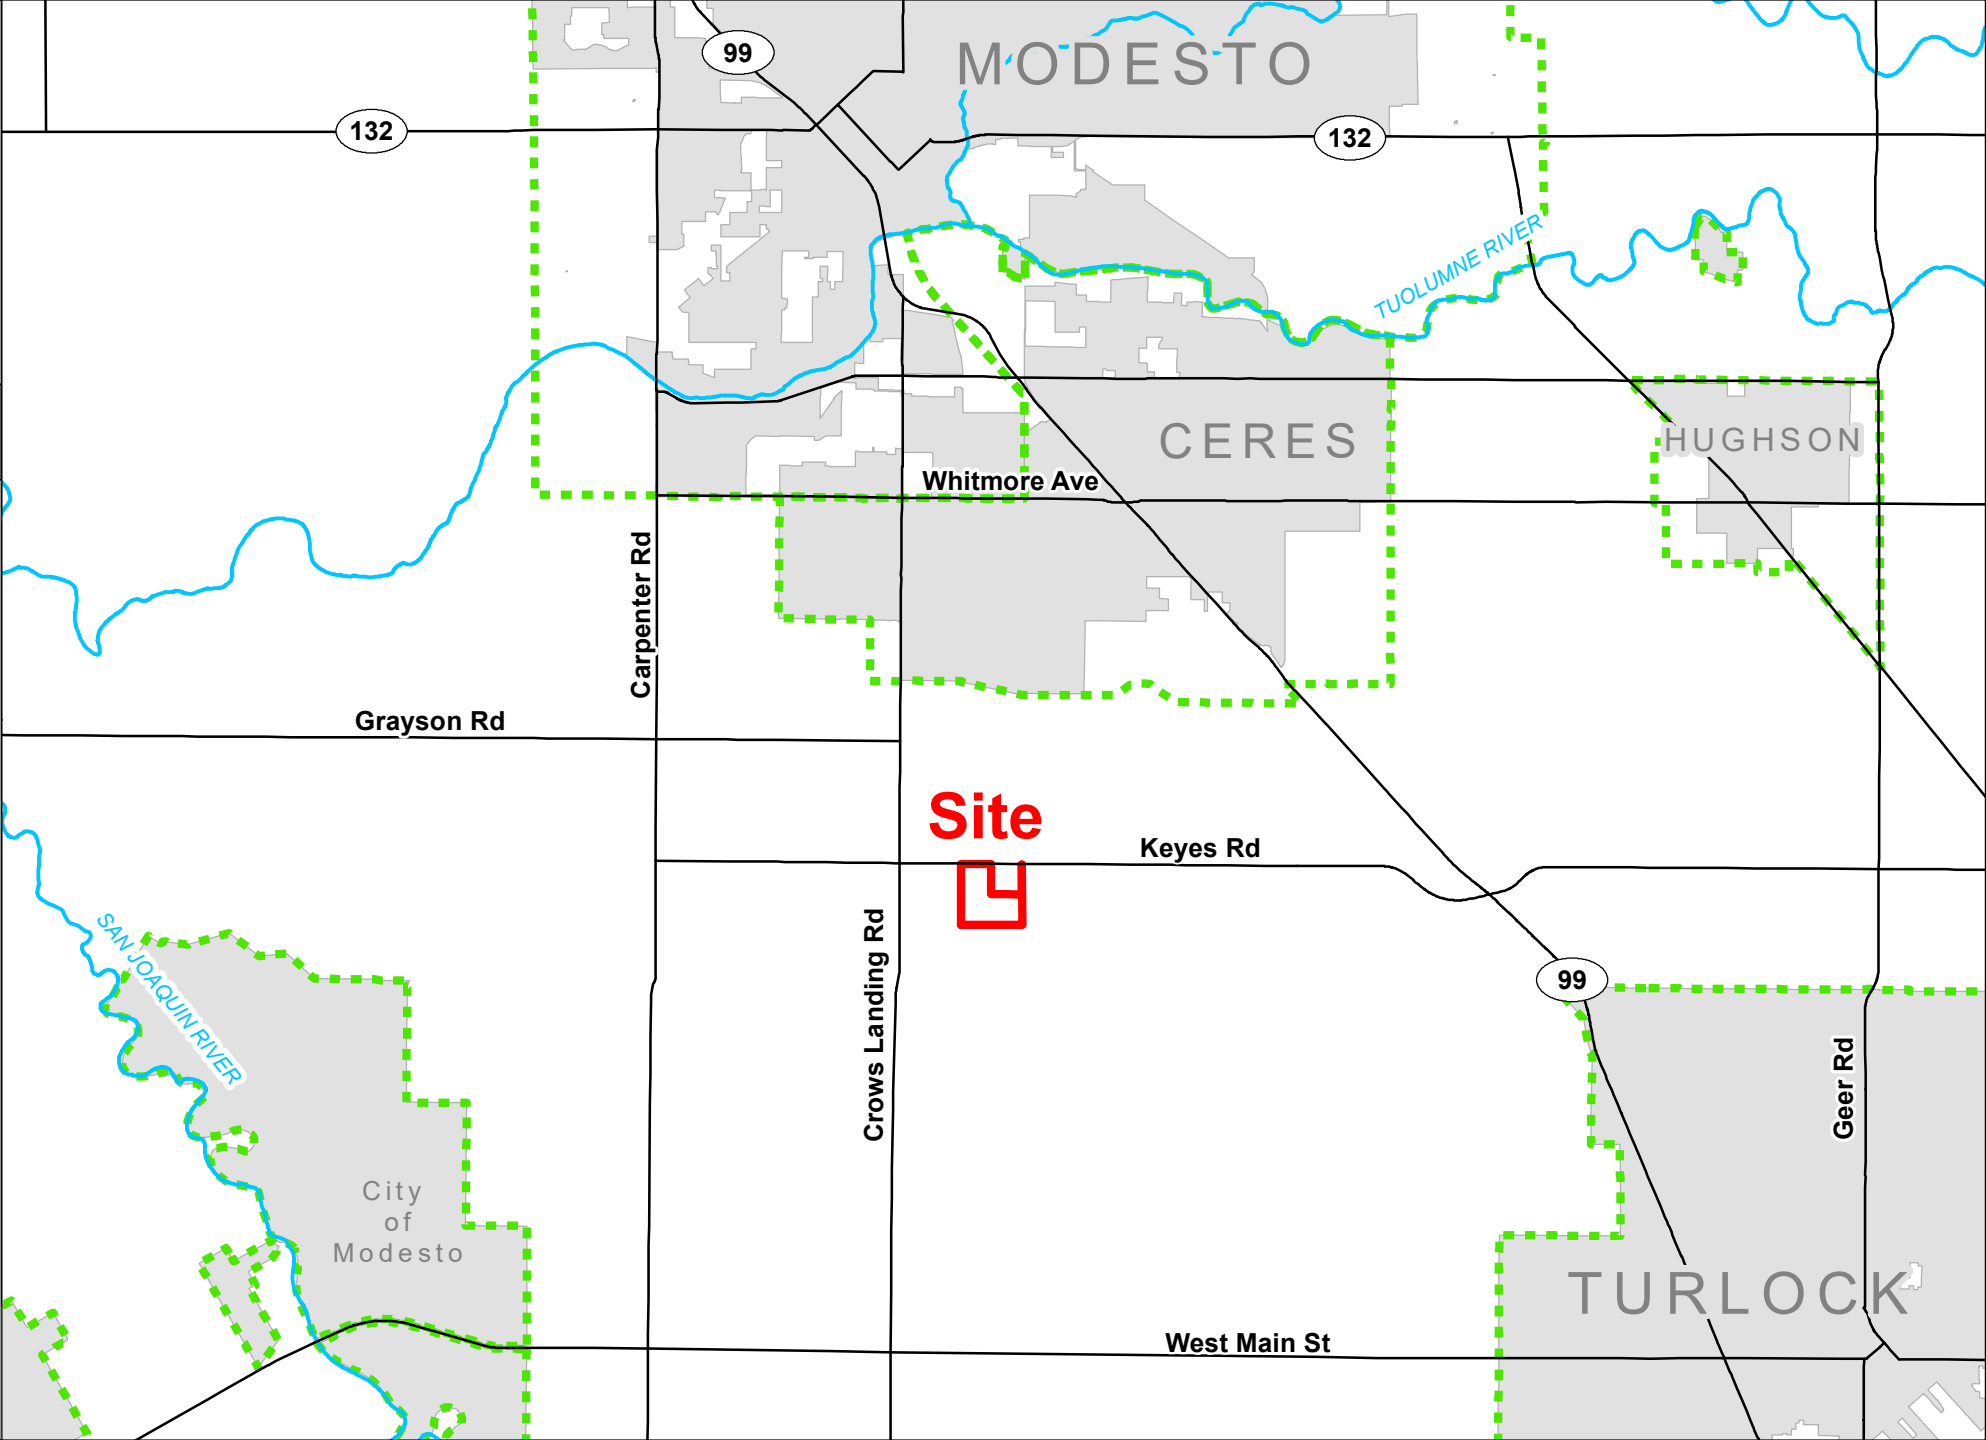 99
MODESTO
132
132
TUOLUMNE RIVER
CERES
HUGHSON
Whitmore Ave
Carpenter Rd
Grayson Rd
Site
Keyes Rd
SAN JOAQUIN RIVER
Crows Landing Rd
99
Geer Rd
City
of
Modesto
TURLOCK
West Main St